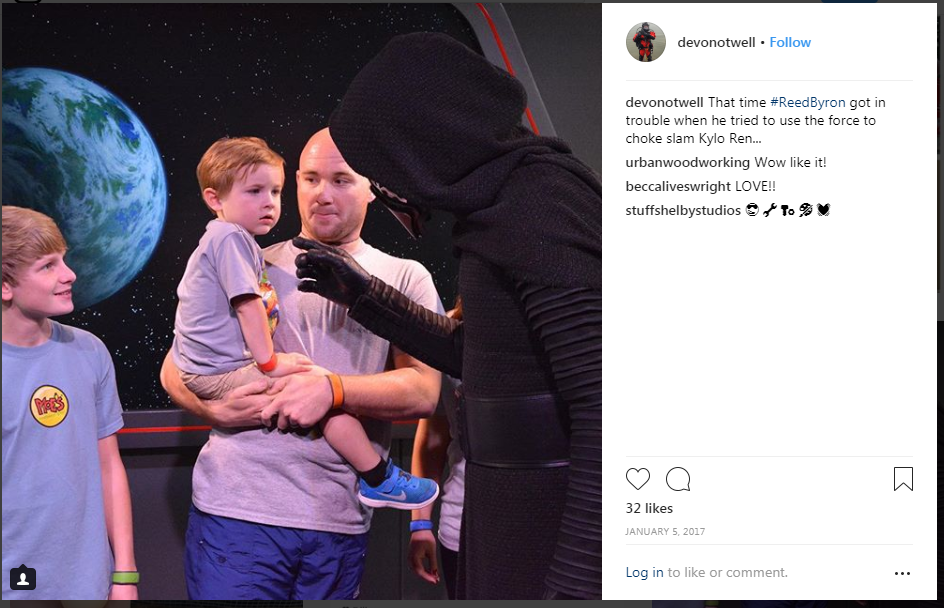 devonotwell • Follow
devonotwell That time #ReedByron got in
trouble when he tried to use the force to
choke slam Kylo Ren...
urbanwoodworking Wow like it!
beccaliveswright LOVE!!
stuffshelbystudios
Moe's
32 likes
JANUARY 5, 2017
Log in to like or comment.